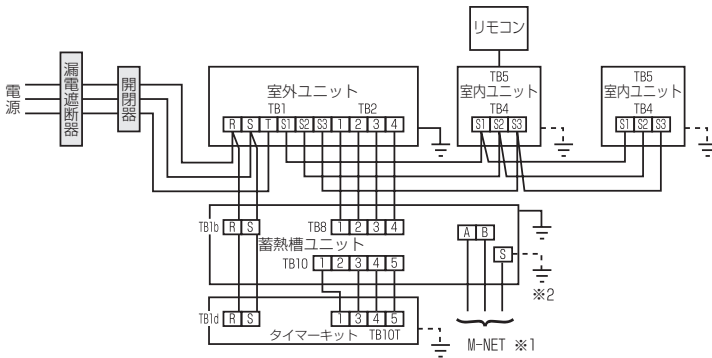 リモコン
電源
漏電遮断器
開閉器
室外ユニット
TB1 TB2
R S T S1 S2 S3 1 2 3 4
TB5
室内ユニット
TB4
S1 S2 S3
TB5
室内ユニット
TB4
S1 S2 S3
TB1b R S
TB8 1 2 3 4
蓄熱槽ユニット
TB10 1 2 3 4 5
A B
S
※2
TB1d R S
1 3 4 5
タイマーキット TB10T
M-NET ※1